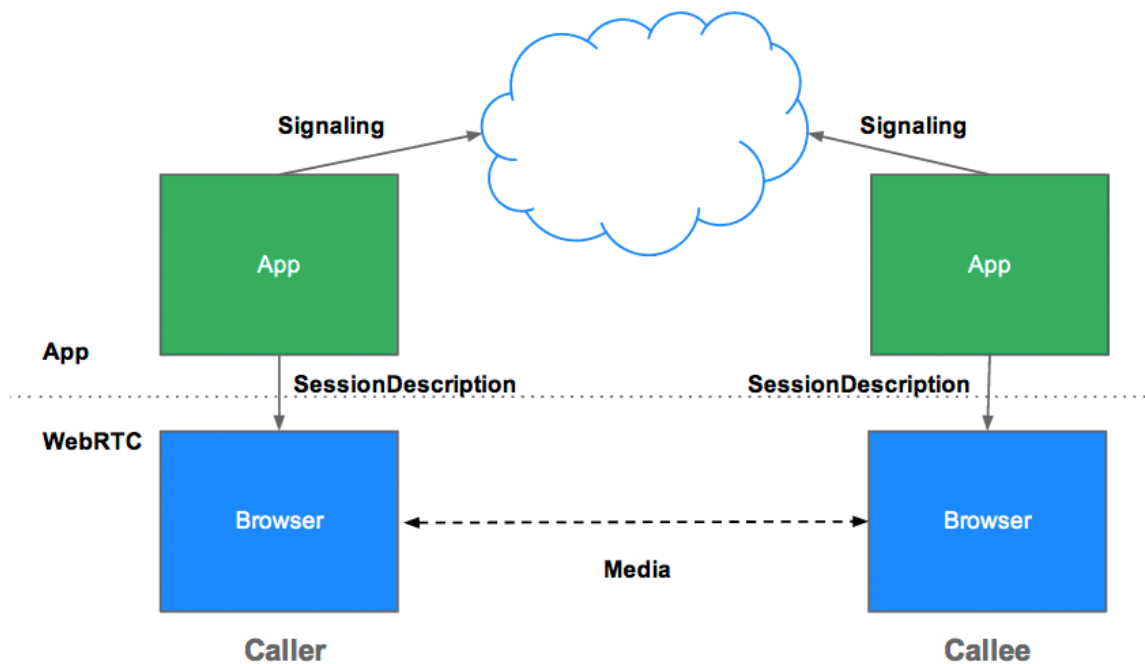 Signaling
Signaling
App
App
App
SessionDescription
SessionDescription
WebRTC
Browser
Browser
Media
Caller
Callee